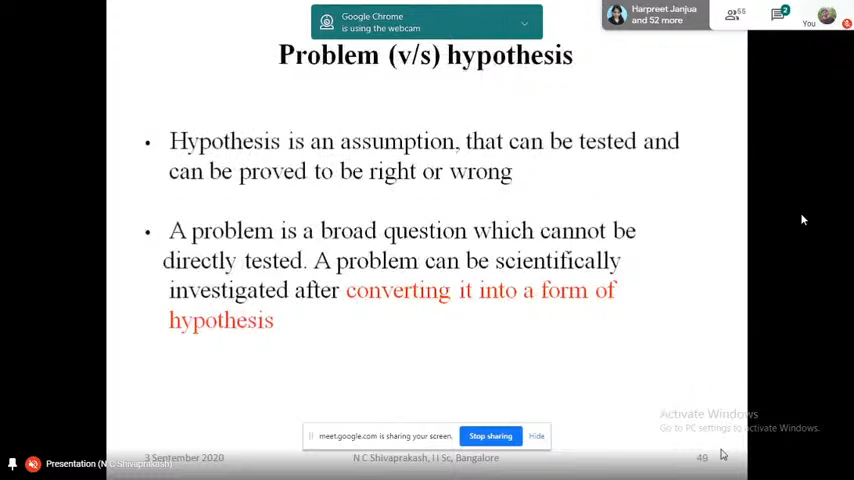 Google Chrome
is using the webcam
Harpreet Janjua
and 52 more
55
2
You
Problem (v/s) hypothesis
• Hypothesis is an assumption, that can be tested and
can be proved to be right or wrong
• A problem is a broad question which cannot be
directly tested. A problem can be scientifically
investigated after converting it into a form of
hypothesis
Activate Windows
Go to PC settings to activate Windows.
meet.google.com is sharing your screen.
Stop sharing
Hide
Presentation (N C Shivaprakash)
3 September 2020
N C Shivaprakash, I I Sc, Bangalore
49